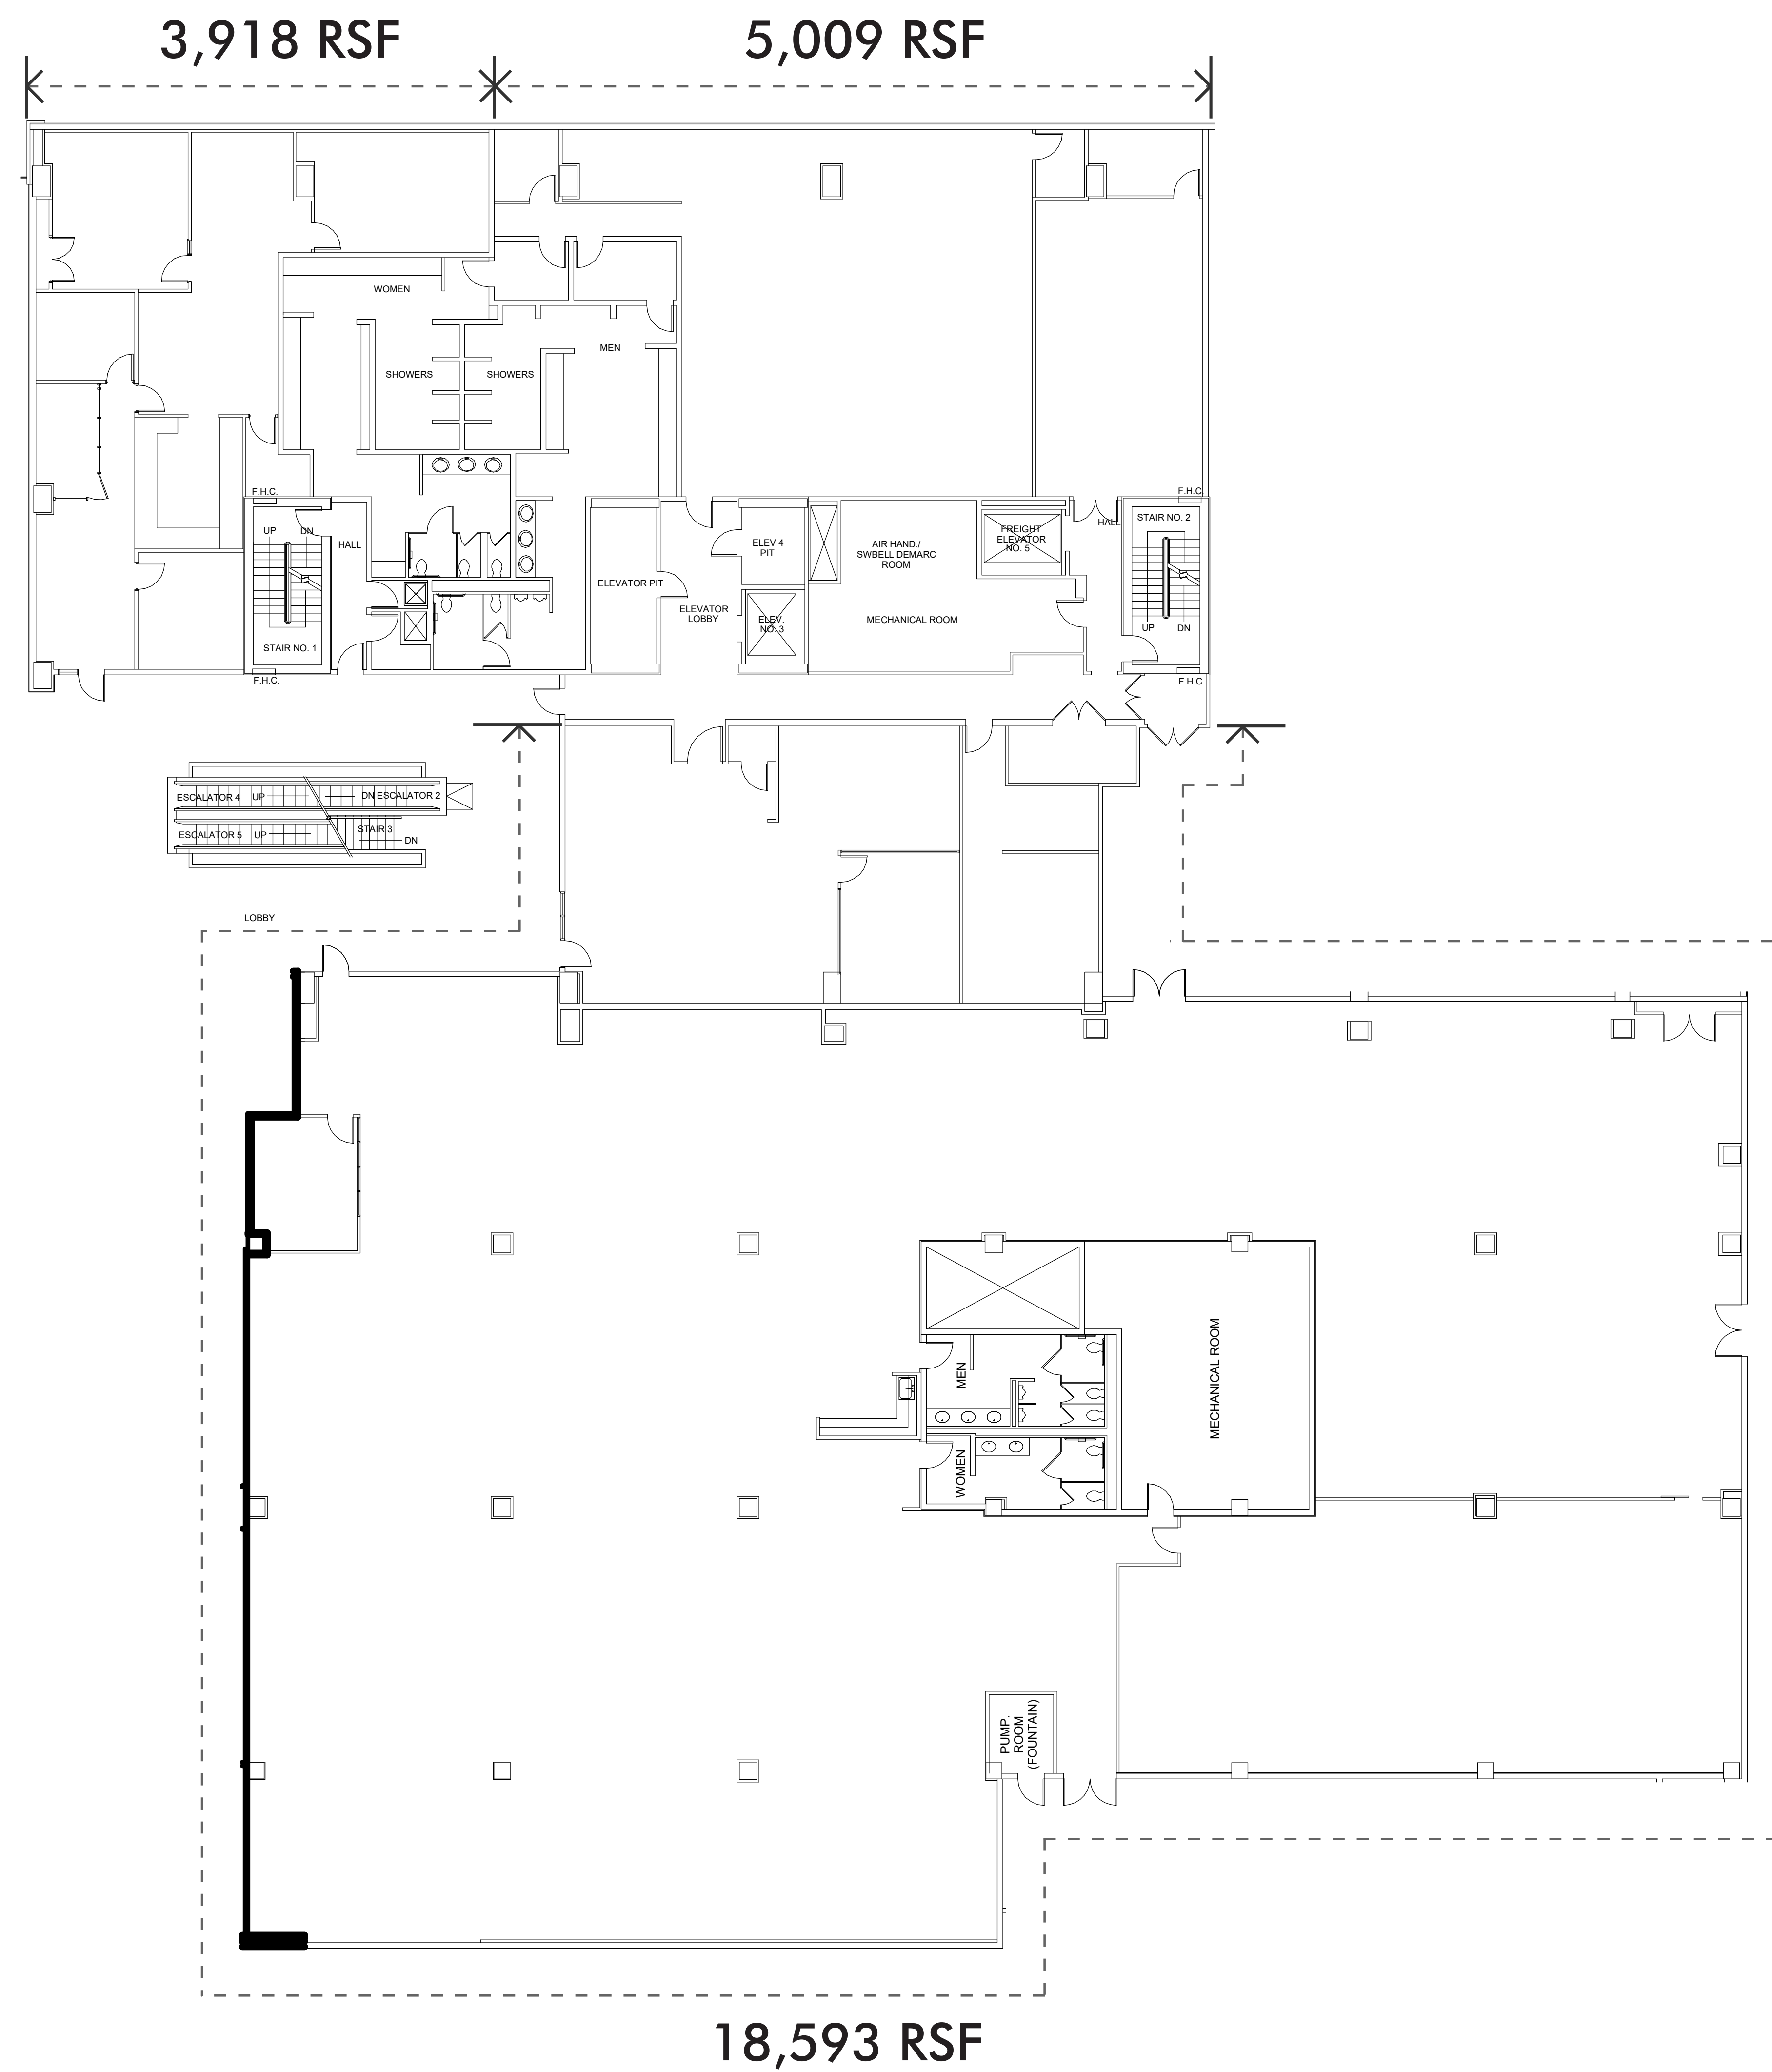 3,918 RSF
5,009 RSF
WOMEN
MEN
SHOWERS
SHOWERS
F.H.C.
F.H.C.
UP
DN
HALL
STAIR NO. 1
F.H.C.
ELEVATOR PIT
ELEVATOR
LOBBY
ELEV 4
PIT
ELEV.
NO. 3
AIR HAND./
SWBELL DEMARC
ROOM
MECHANICAL ROOM
FREIGHT
ELEVATOR
NO. 5
HALL
STAIR NO. 2
UP
DN
F.H.C.
ESCALATOR 4
UP
DN
ESCALATOR 2
ESCALATOR 5
UP
STAIR 3
DN
LOBBY
MEN
WOMEN
MECHANICAL ROOM
PUMP.
ROOM
(FOUNTAIN)
18,593 RSF